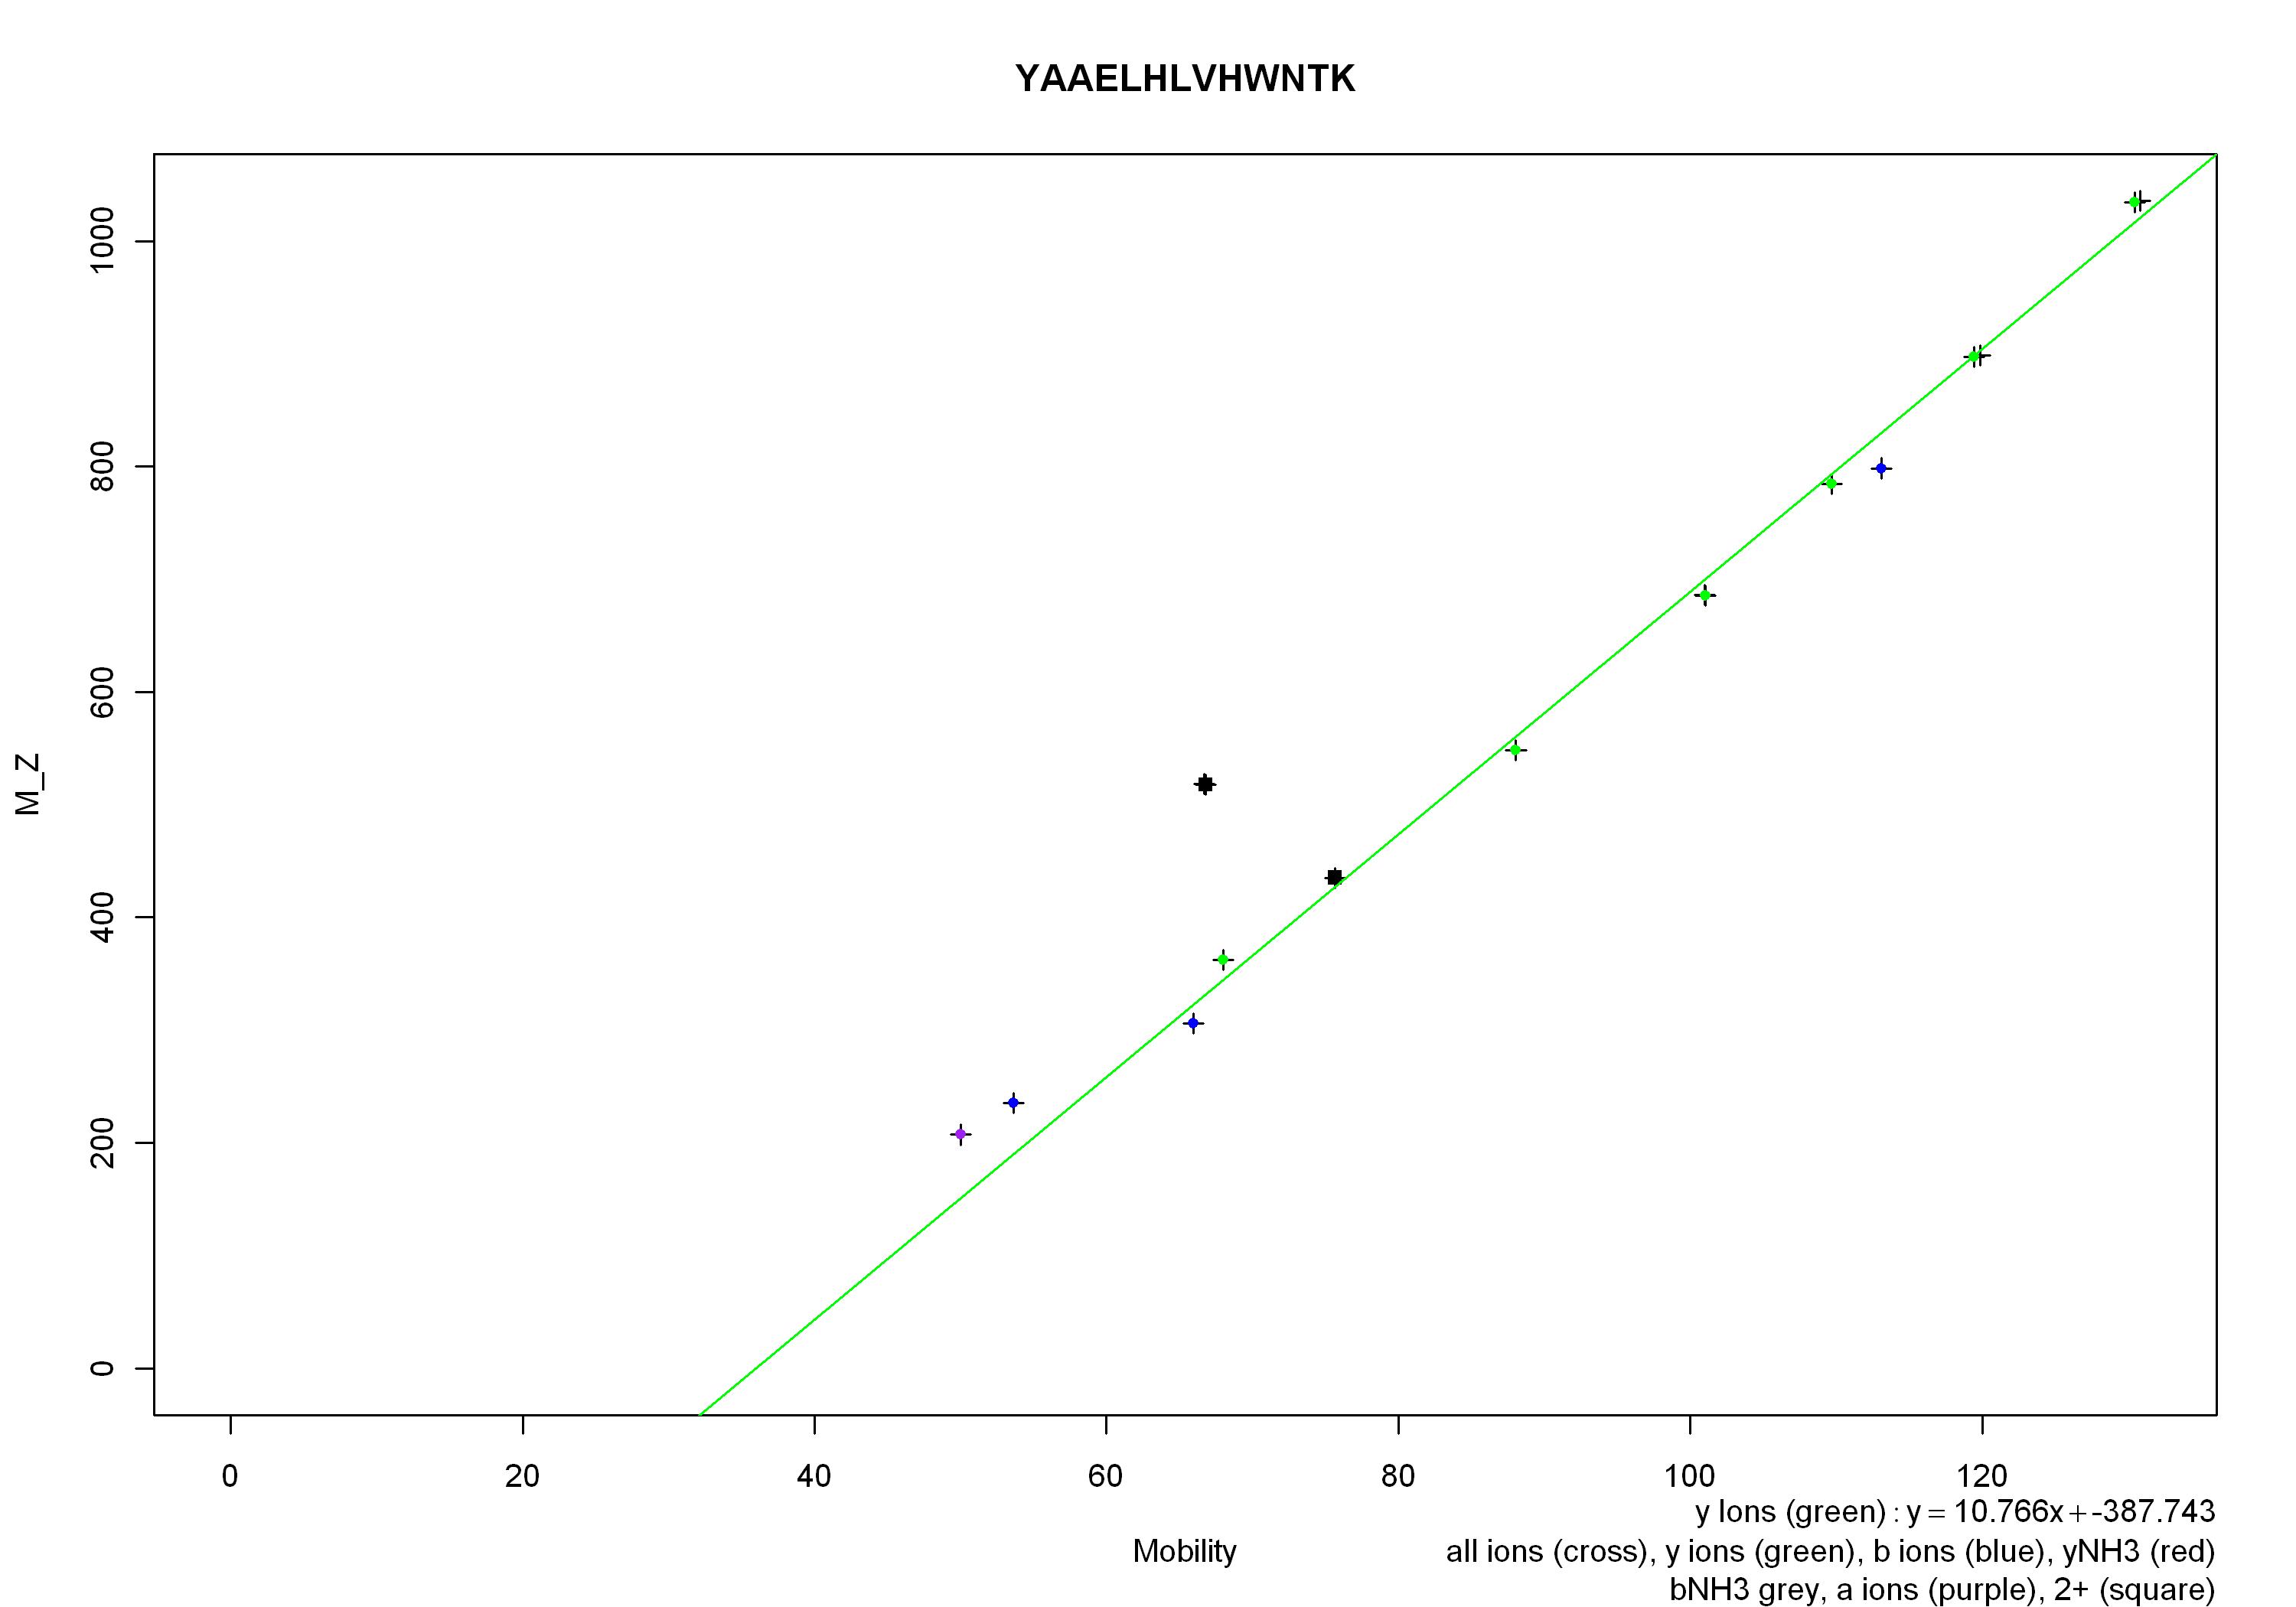 YAAELHLVHWNTK
1000
800
600
400
200
0
M_Z
0 20 40 60 80 100 120
y Ions (green) : y = 10.766x + -387.743
Mobility
all ions (cross), y ions (green), b ions (blue), yNH3 (red)
bNH3 grey, a ions (purple), 2+ (square)